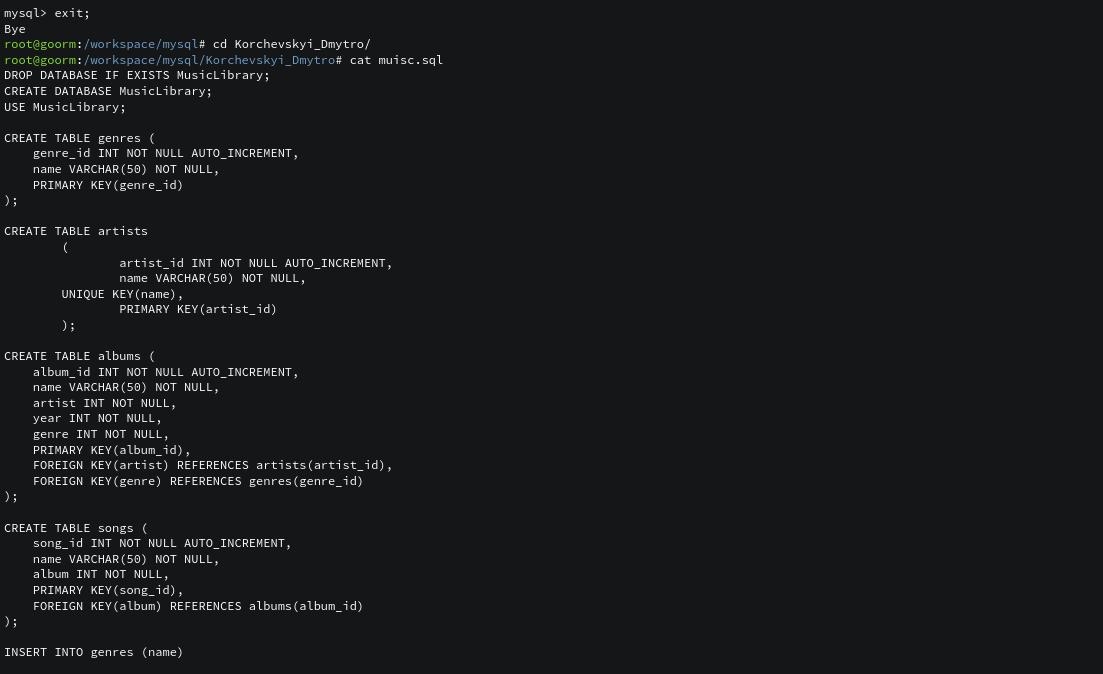 mysql> exit;
Bye
root@goorm:/workspace/mysql# cd Korchevskyi_Dmytro/
root@goorm:/workspace/mysql/Korchevskyi_Dmytro# cat muisc.sql
DROP DATABASE IF EXISTS MusicLibrary;
CREATE DATABASE MusicLibrary;
USE MusicLibrary;

CREATE TABLE genres (
    genre_id INT NOT NULL AUTO_INCREMENT,
    name VARCHAR(50) NOT NULL,
    PRIMARY KEY(genre_id)
);

CREATE TABLE artists
        (
                artist_id INT NOT NULL AUTO_INCREMENT,
                name VARCHAR(50) NOT NULL,
        UNIQUE KEY(name),
                PRIMARY KEY(artist_id)
        );

CREATE TABLE albums (
    album_id INT NOT NULL AUTO_INCREMENT,
    name VARCHAR(50) NOT NULL,
    artist INT NOT NULL,
    year INT NOT NULL,
    genre INT NOT NULL,
    PRIMARY KEY(album_id),
    FOREIGN KEY(artist) REFERENCES artists(artist_id),
    FOREIGN KEY(genre) REFERENCES genres(genre_id)
);

CREATE TABLE songs (
    song_id INT NOT NULL AUTO_INCREMENT,
    name VARCHAR(50) NOT NULL,
    album INT NOT NULL,
    PRIMARY KEY(song_id),
    FOREIGN KEY(album) REFERENCES albums(album_id)
);

INSERT INTO genres (name)